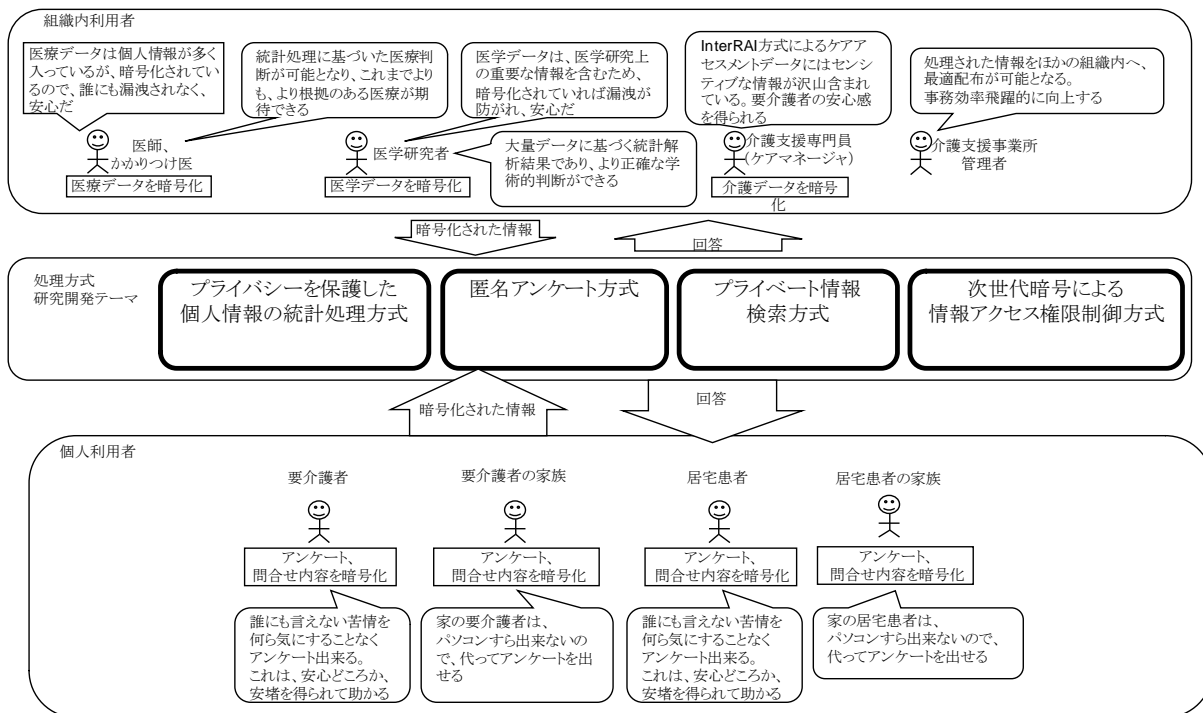 組織内利用者
医療データは個人情報が多く
入っているが、暗号化されてい
るので、誰にも漏洩されなく、
安心だ
統計処理に基づいた医療判
断が可能となり、これまでより
も、より根拠のある医療が期
待できる
医学データは、医学研究上
の重要な情報を含むため、
暗号化されていれば漏洩が
防がれ、安心だ
InterRAI方式によるケアア
セスメントデータにはセンシ
ティブな情報が沢山含まれ
ている。要介護者の安心感
を得られる
処理された情報をほかの組織内へ、
最適配布が可能となる。
事務効率飛躍的に向上する
医師、
かかりつけ医
医療データを暗号化
医学研究者
医学データを暗号化
大量データに基づく統計解
析結果であり、より正確な学
術的判断ができる
介護支援専門員
(ケアマネージャ)
介護データを暗号
化
介護支援事業所
管理者
暗号化された情報
回答
処理方式
研究開発テーマ
プライバシーを保護した
個人情報の統計処理方式
匿名アンケート方式
プライベート情報
検索方式
次世代暗号による
情報アクセス権限制御方式
暗号化された情報
回答
個人利用者
要介護者
要介護者の家族
居宅患者
居宅患者の家族
アンケート、
問合せ内容を暗号化
アンケート、
問合せ内容を暗号化
アンケート、
問合せ内容を暗号化
アンケート、
問合せ内容を暗号化
誰にも言えない苦情を
何ら気にすることなく
アンケート出来る。
これは、安心どころか、
安堵を得られて助かる
家の要介護者は、
パソコンすら出来ないの
で、代ってアンケートを出
せる
誰にも言えない苦情を
何ら気にすることなく
アンケート出来る。
これは、安心どころか、
安堵を得られて助かる
家の居宅患者は、
パソコンすら出来ないので、
代ってアンケートを出せる